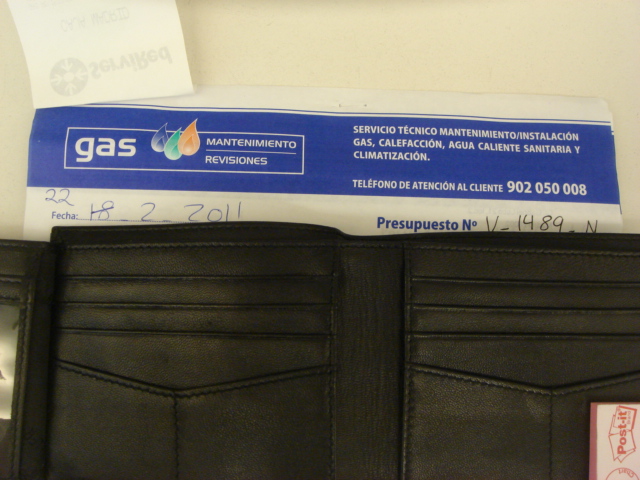 ServiRed
gas
MANTENIMIENTO
REVISIONES
SERVICIO TÉCNICO MANTENIMIENTO/INSTALACIÓN
GAS, CALEFACCIÓN, AGUA CALIENTE SANITARIA Y
CLIMATIZACIÓN.
TELÉFONO DE ATENCIÓN AL CLIENTE 902 050 008
22
Fecha: 18 - 2 - 2011
Presupuesto Nº V-1489-N
Post-it